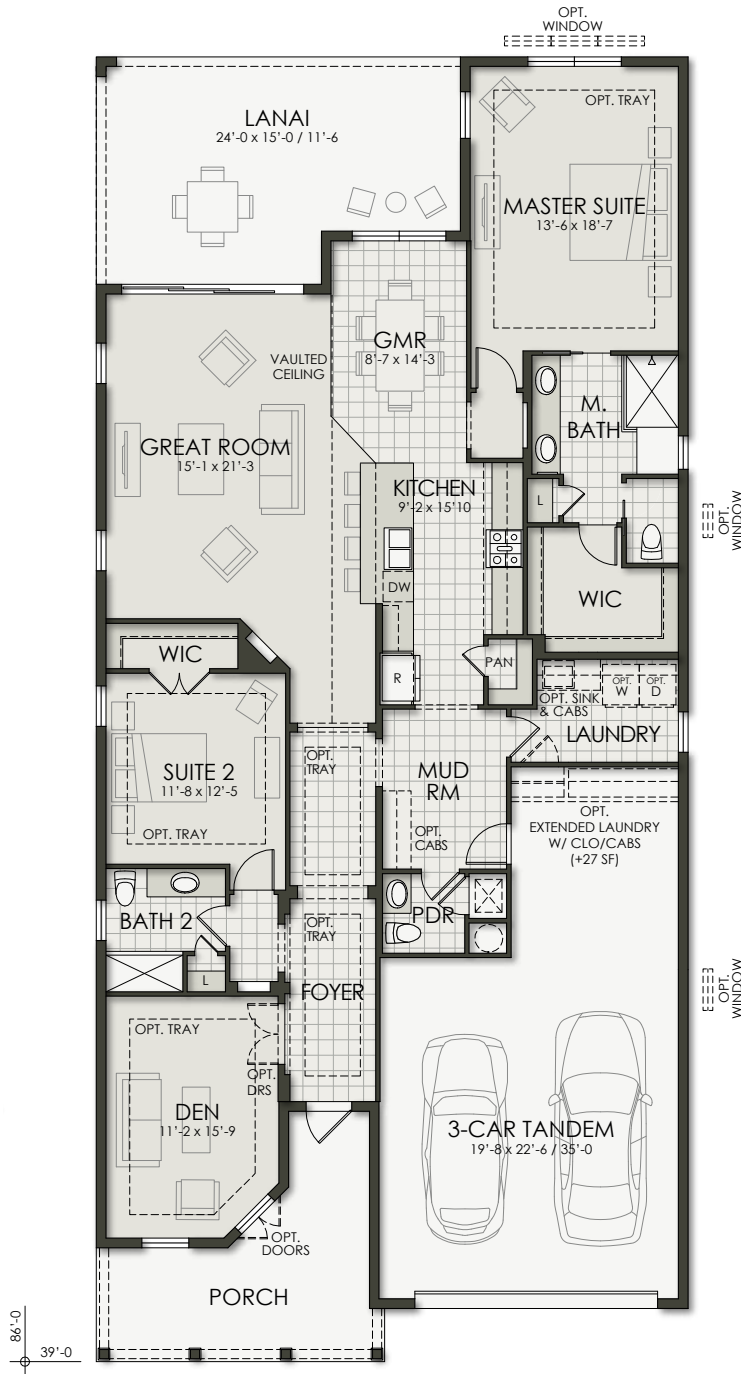 OPT.
WINDOW
LANAI
24'-0 x 15'-0 / 11'-6
OPT. TRAY
MASTER SUITE
13'-6 x 18'-7
GMR
8'-7 x 14'-3
VAULTED
CEILING
M.
BATH
GREAT ROOM
15'-1 x 21'-3
KITCHEN
9'-2 x 15'10
L
OPT.
WINDOW
DW
WIC
WIC
PAN
R
OPT.
W
OPT.
D
OPT. SINK
& CABS
LAUNDRY
OPT.
TRAY
MUD
RM
SUITE 2
11'-8 x 12'-5
OPT. TRAY
OPT.
CABS
OPT.
EXTENDED LAUNDRY
W/ CLO/CABS
(+27 SF)
BATH 2
PDR
OPT.
TRAY
L
FOYER
OPT.
WINDOW
OPT. TRAY
OPT.
DRS
DEN
11'-2 x 15'-9
3-CAR TANDEM
19'-8 x 22'-6 / 35'-0
OPT.
DOORS
PORCH
86'-0
39'-0